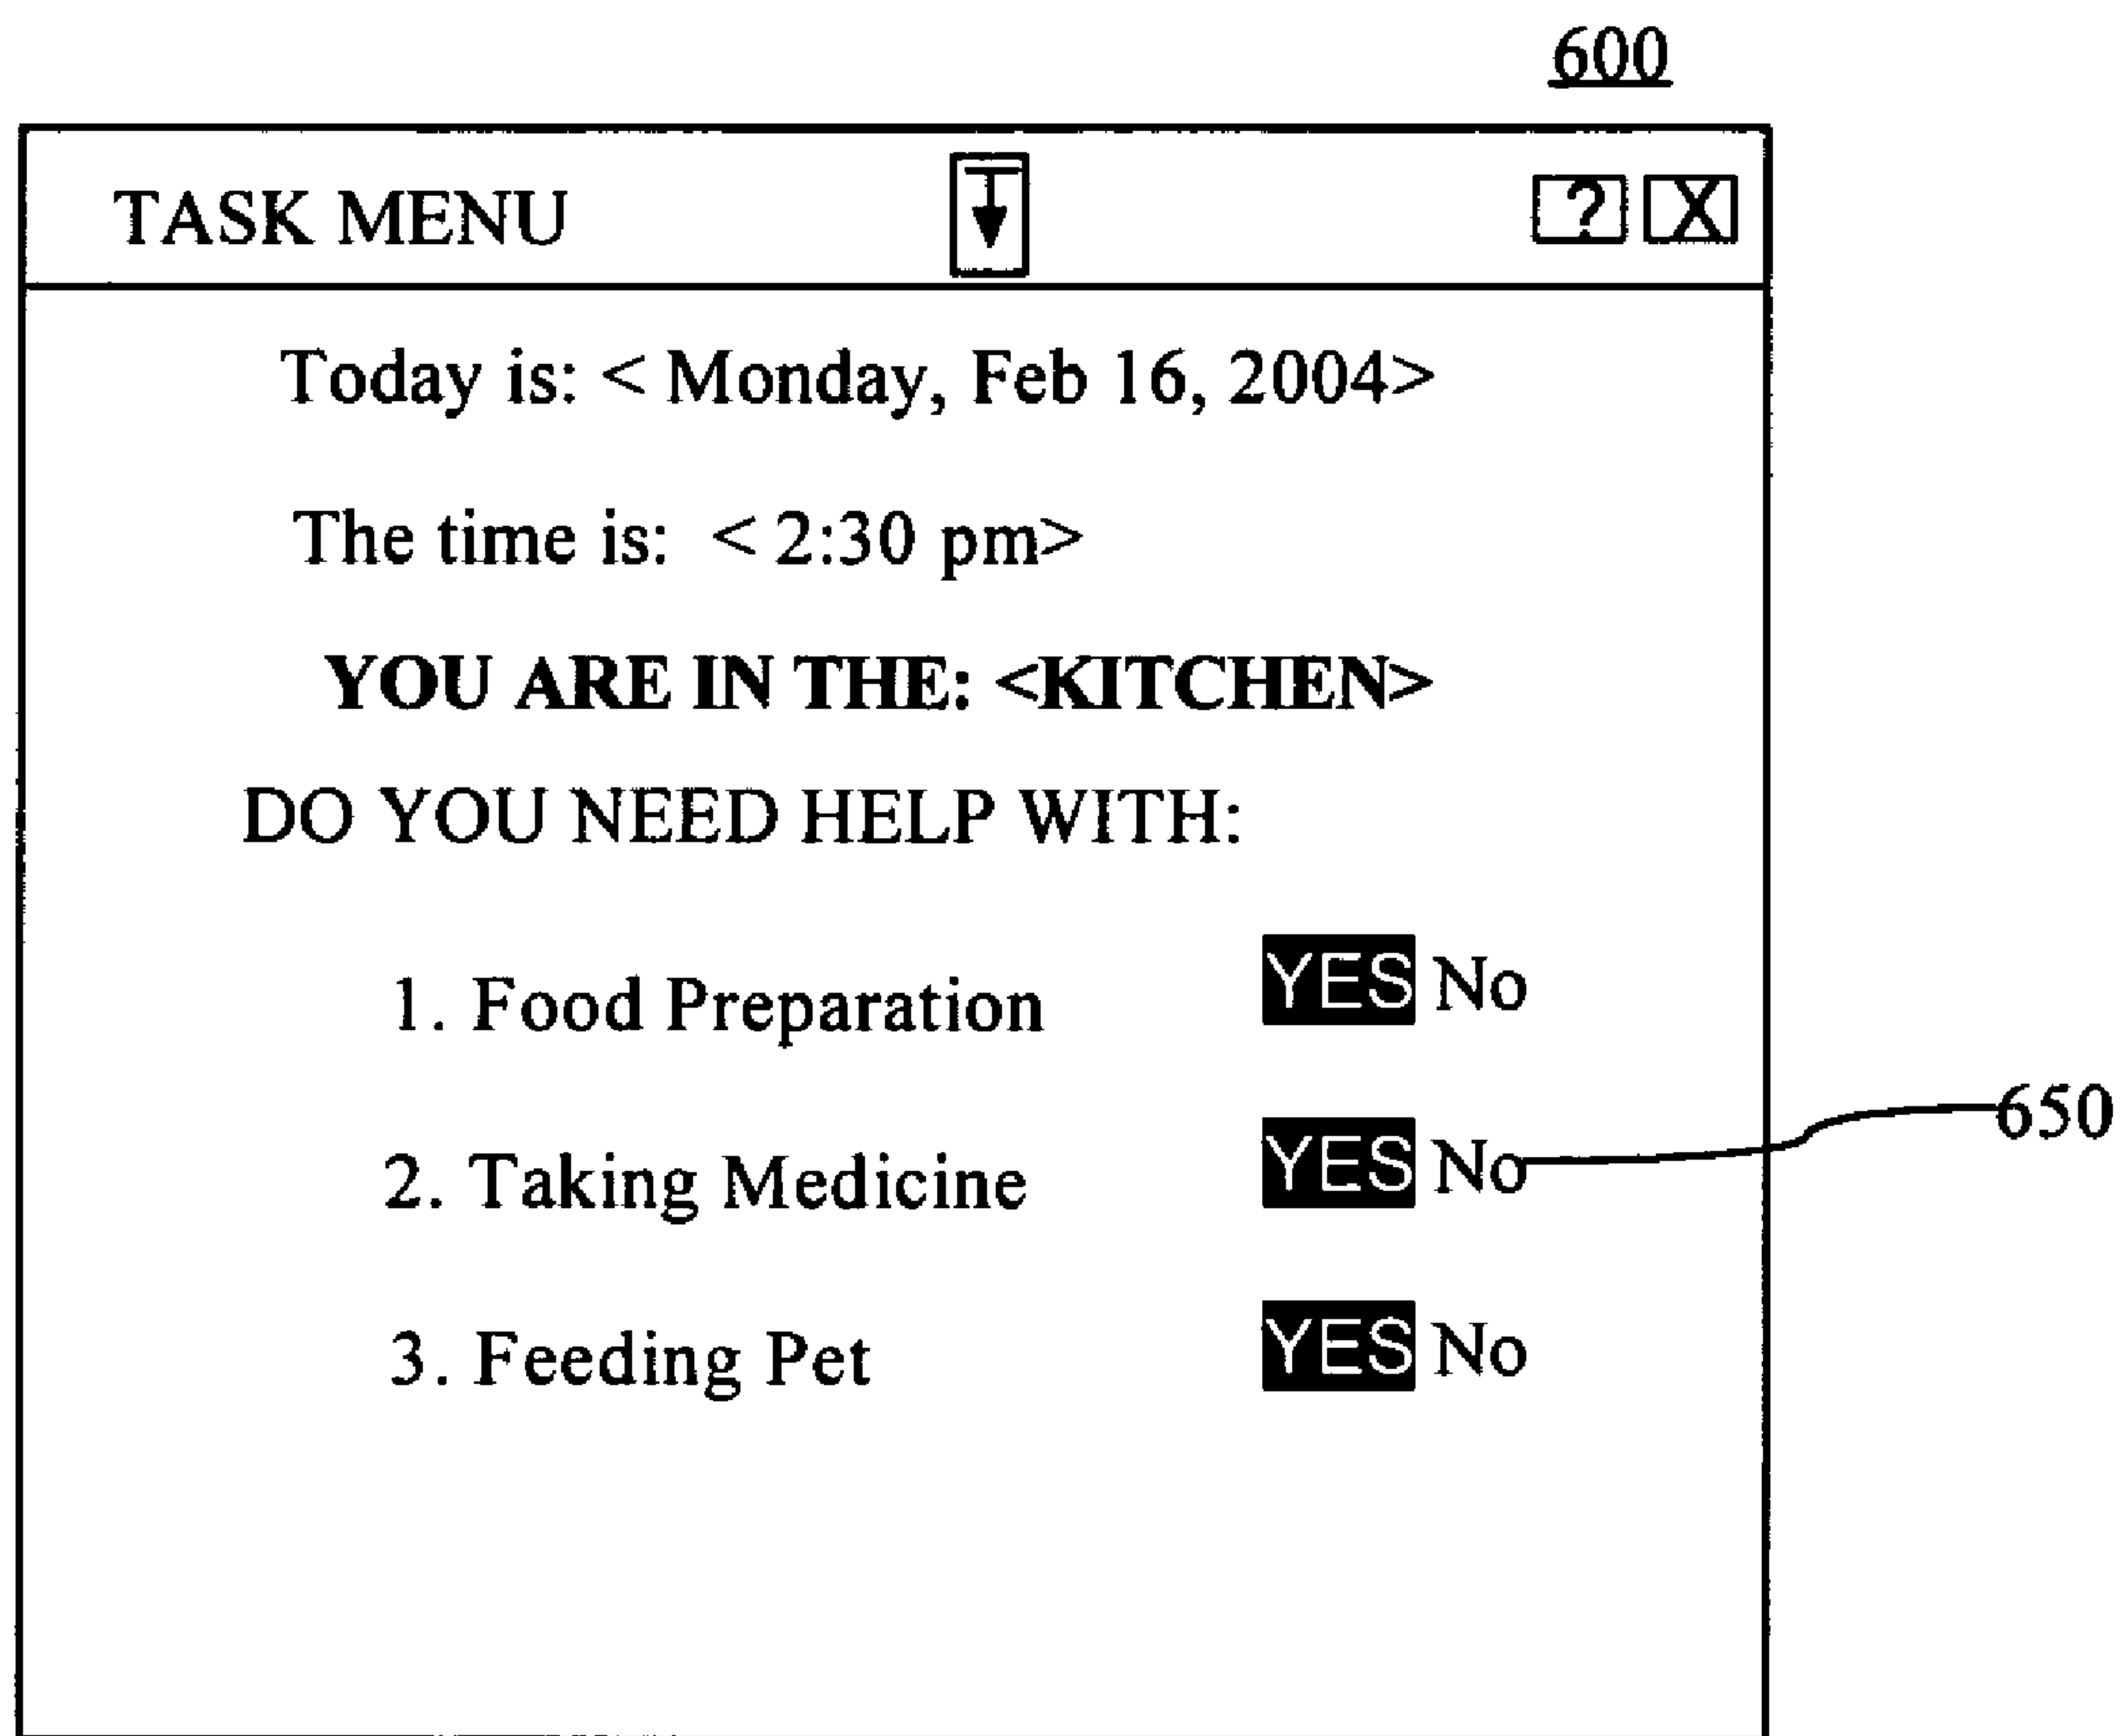 600
TASK MENU ? X
Today is: < Monday, Feb 16, 2004>
The time is: < 2:30 pm>
YOU ARE IN THE: <KITCHEN>
DO YOU NEED HELP WITH:
1. Food Preparation YES No
650
2. Taking Medicine YES No
3. Feeding Pet YES No